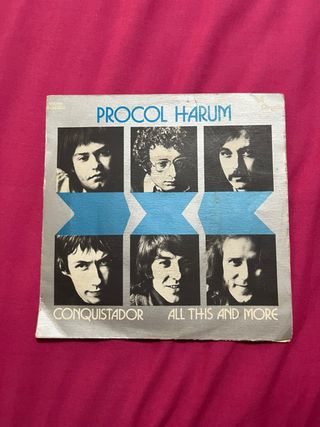 PROCOL HARUM
CONQUISTADOR ALL THIS AND MORE